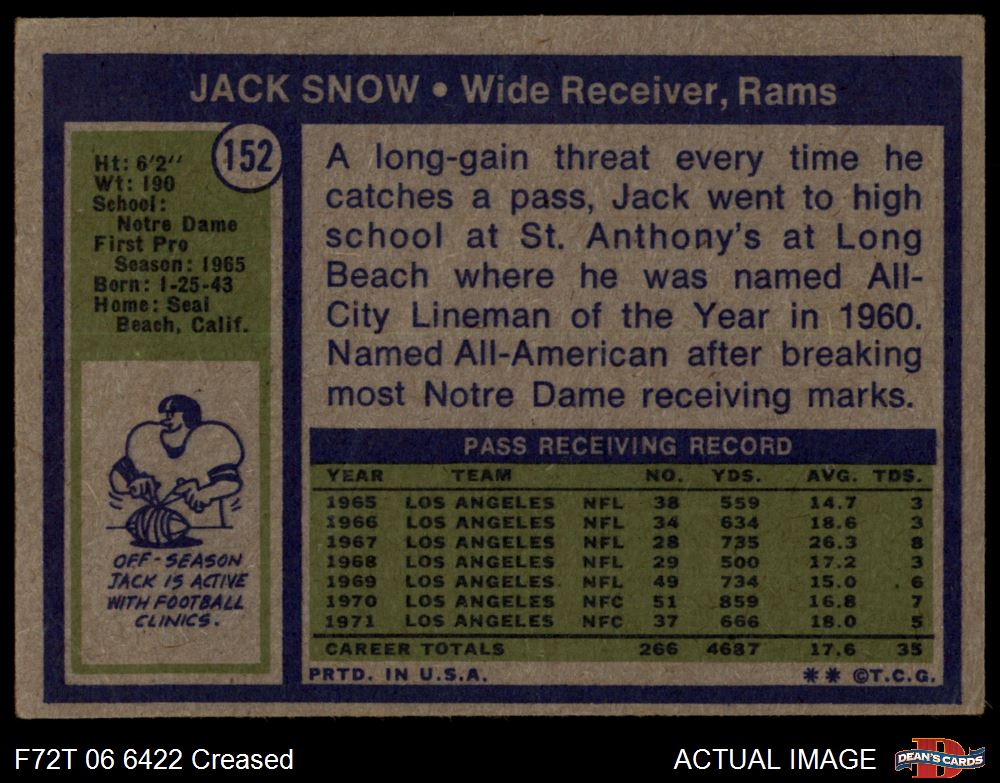 JACK SNOW • Wide Receiver, Rams
152
Ht: 6'2''
Wt: 190
School:
Notre Dame
First Pro
Season: 1965
Born: 1-25-43
Home: Seal
Beach, Calif.
OFF-SEASON
JACK IS ACTIVE
WITH FOOTBALL
CLINICS.
A long-gain threat every time he
catches a pass, Jack went to high
school at St. Anthony's at Long
Beach where he was named All-
City Lineman of the Year in 1960.
Named All-American after breaking
most Notre Dame receiving marks.
PASS RECEIVING RECORD
YEAR TEAM NO. YDS. AVG. TDS.
1965 LOS ANGELES NFL 38 559 14.7 3
1966 LOS ANGELES NFL 34 634 18.6 3
1967 LOS ANGELES NFL 28 735 26.3 8
1968 LOS ANGELES NFL 29 500 17.2 3
1969 LOS ANGELES NFL 49 734 15.0 6
1970 LOS ANGELES NFC 51 859 16.8 7
1971 LOS ANGELES NFC 37 666 18.0 5
CAREER TOTALS 266 4687 17.6 35
PRTD. IN U.S.A. ** ©T.C.G.
F72T 06 6422 Creased
ACTUAL IMAGE
D
DEAN'S CARDS